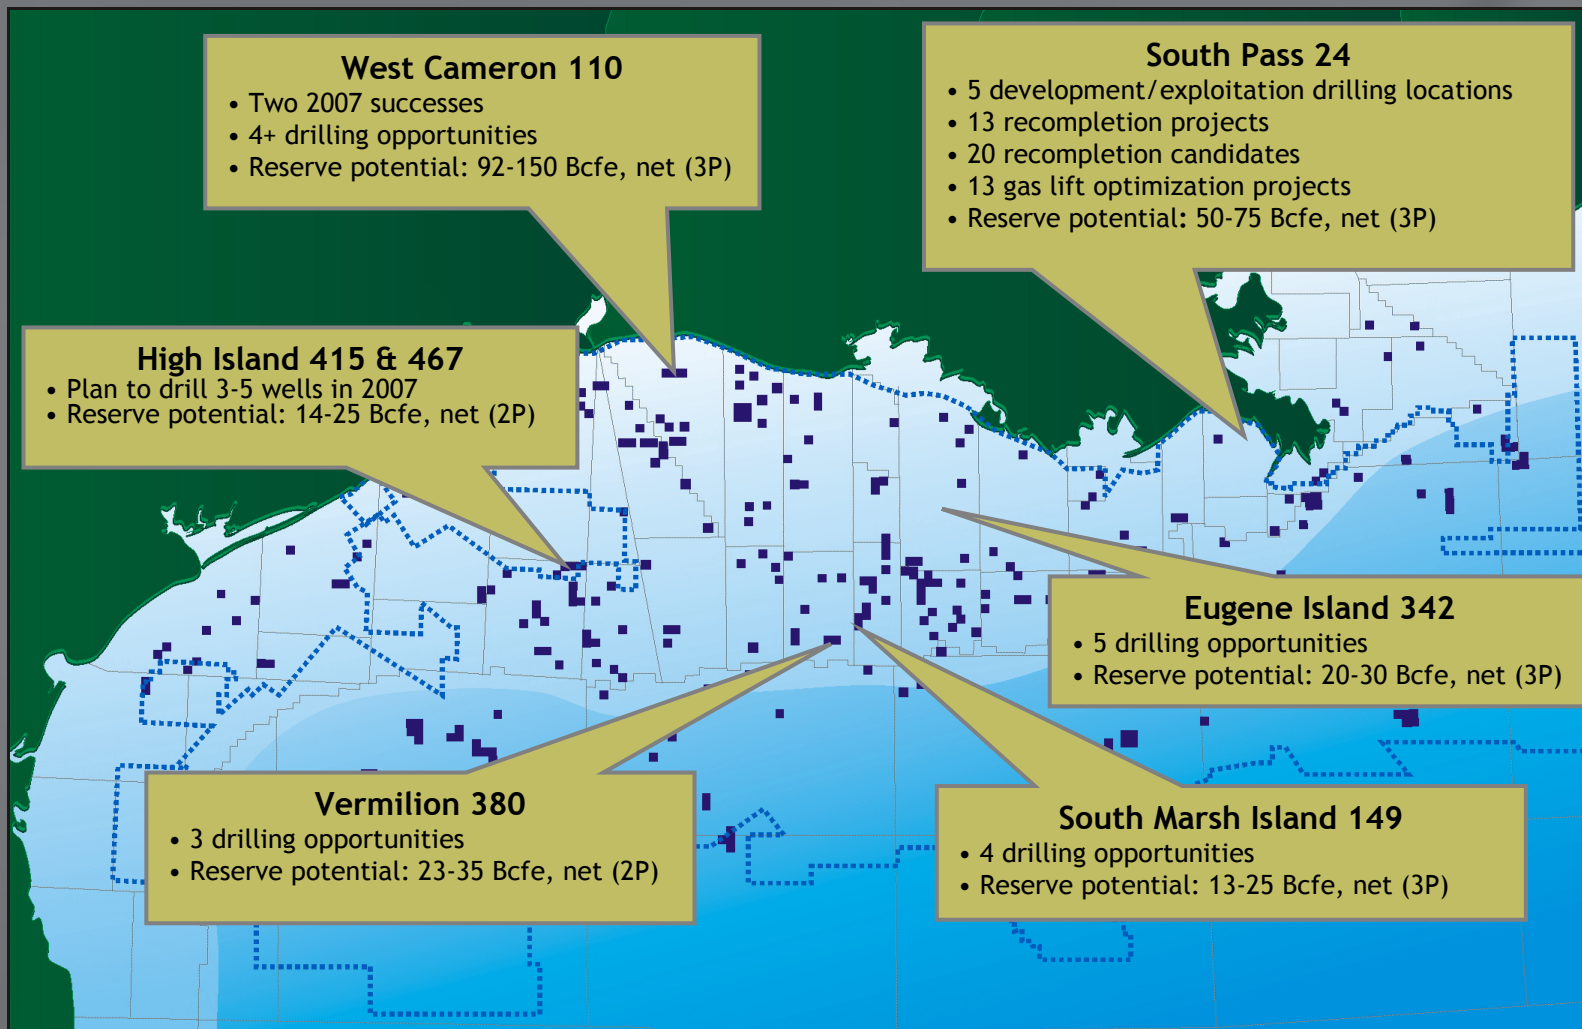 West Cameron 110
• Two 2007 successes
• 4+ drilling opportunities
• Reserve potential: 92-150 Bcfe, net (3P)
South Pass 24
• 5 development/exploitation drilling locations
• 13 recompletion projects
• 20 recompletion candidates
• 13 gas lift optimization projects
• Reserve potential: 50-75 Bcfe, net (3P)
High Island 415 & 467
• Plan to drill 3-5 wells in 2007
• Reserve potential: 14-25 Bcfe, net (2P)
Eugene Island 342
• 5 drilling opportunities
• Reserve potential: 20-30 Bcfe, net (3P)
Vermilion 380
• 3 drilling opportunities
• Reserve potential: 23-35 Bcfe, net (2P)
South Marsh Island 149
• 4 drilling opportunities
• Reserve potential: 13-25 Bcfe, net (3P)